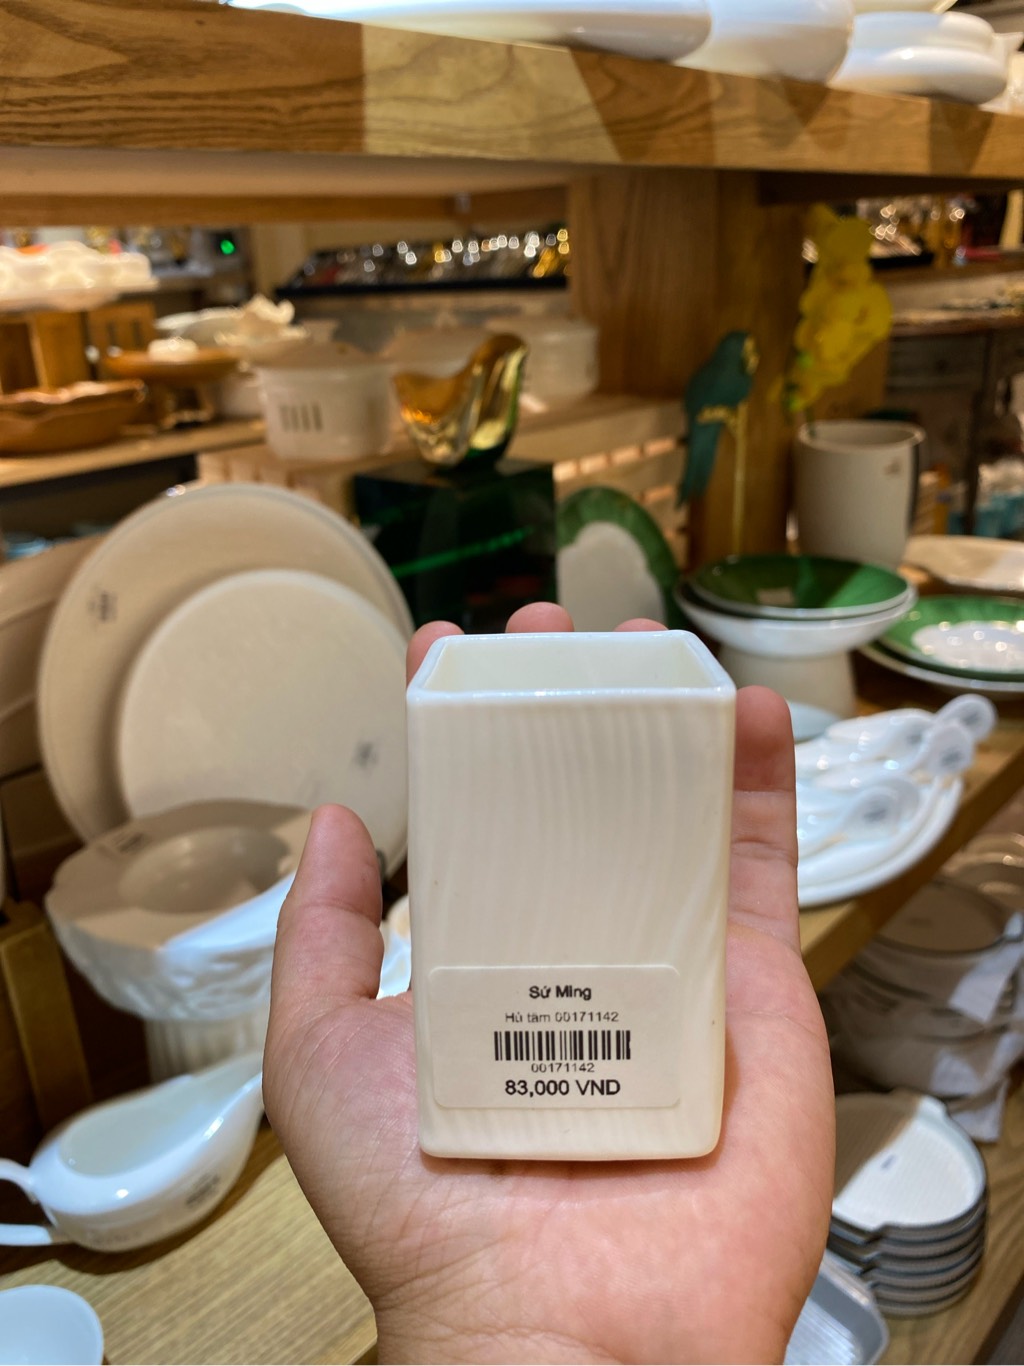 Sứ Ming
Hủ tăm 00171142
00171142
83,000 VND